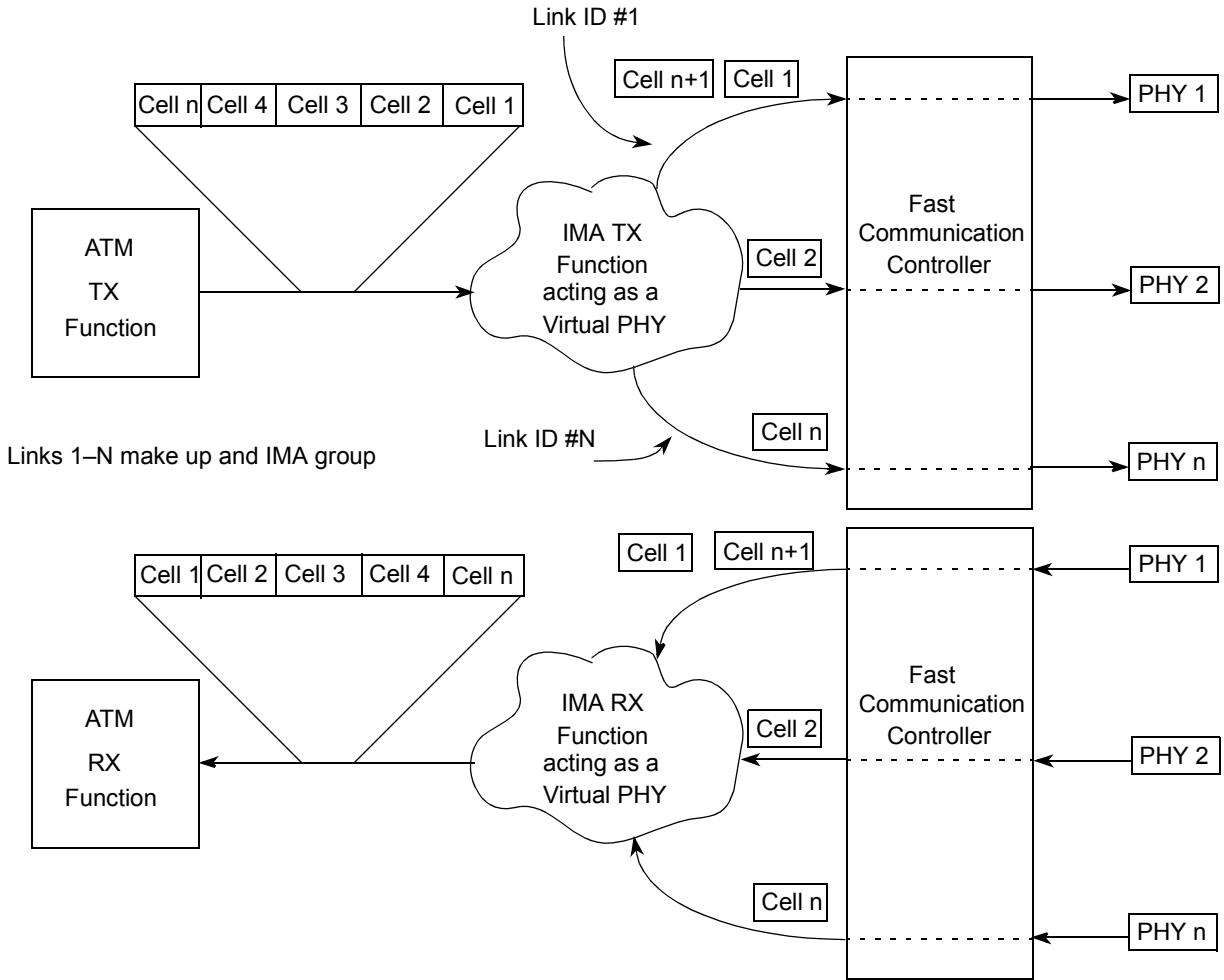 Link ID #1
Cell n+1 Cell 1
PHY 1
Cell n Cell 4 Cell 3 Cell 2 Cell 1
ATM
TX
Function
IMA TX
Function
acting as a
Virtual PHY
Cell 2
Fast
Communication
Controller
PHY 2
Link ID #N
Cell n
PHY n
Links 1–N make up and IMA group
Cell 1 Cell n+1
PHY 1
Cell 1 Cell 2 Cell 3 Cell 4 Cell n
ATM
RX
Function
IMA RX
Function
acting as a
Virtual PHY
Cell 2
Fast
Communication
Controller
PHY 2
Cell n
PHY n